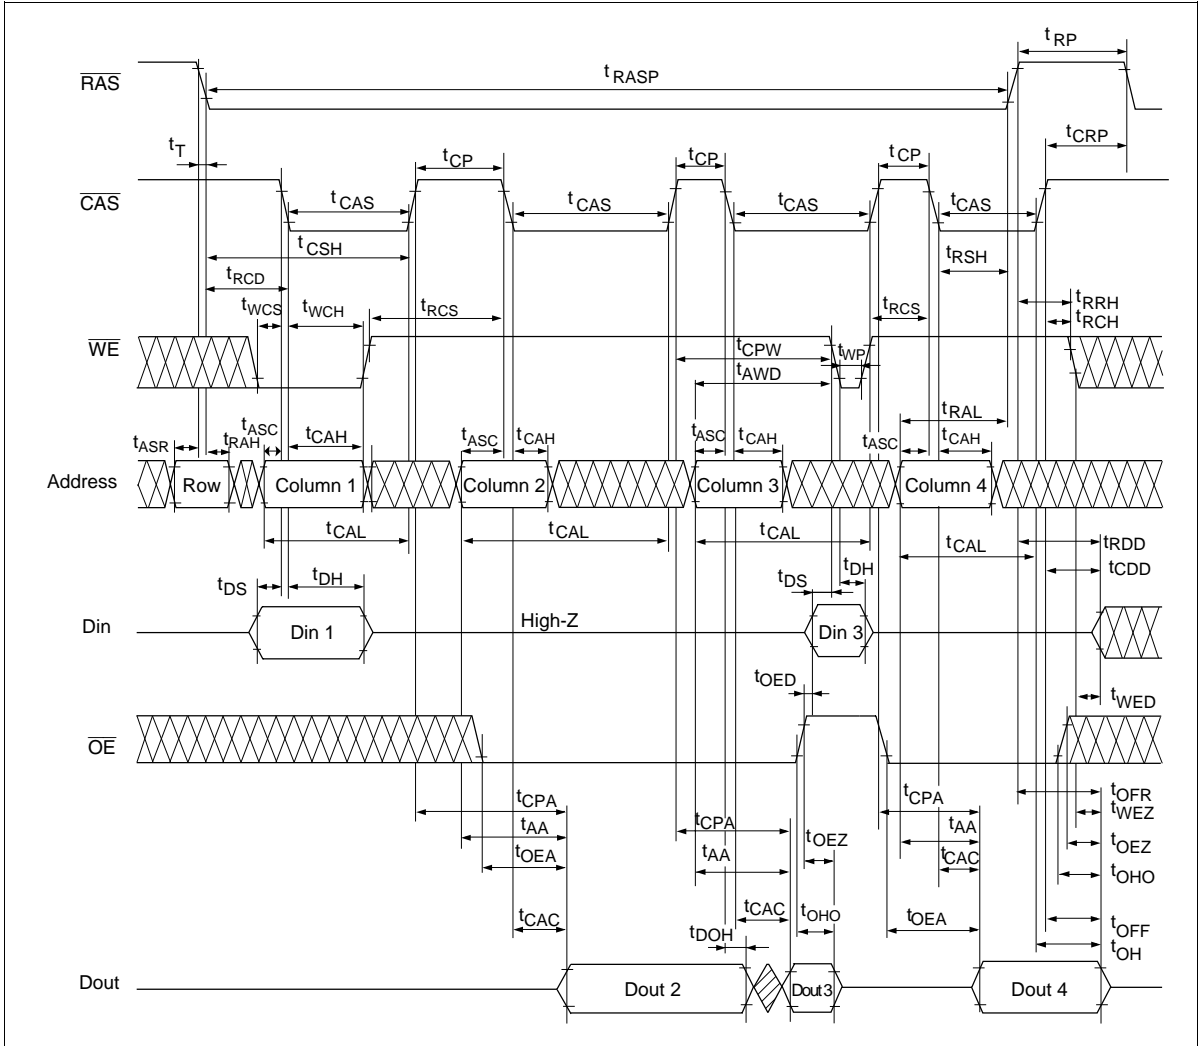 tRP
RAS
tRASP
tT
tCRP
tCP tCP tCP
CAS
tCAS tCAS tCAS tCAS
tCSH
tRSH
tRCD
tWCS tWCH tRCS tRCS tRRH
tRCH
WE
tCPW tWP
tAWD
tRAL
tASC
tASR tRAH tCAH tASC tCAH tASC tCAH tASC tCAH
Address Row Column 1 Column 2 Column 3 Column 4
tCAL tCAL tCAL tCAL tRDD
tCDD
tDS tDH tDS tDH
Din Din 1 High-Z Din 3
tOED
tWED
OE
tCPA tCPA tOFR
tWEZ
tAA tCPA tOEZ tAA tOEZ
tOEA tAA tCAC tOHO
tCAC tCAC tOHO tOEA tOFF
tDOH tOH
Dout Dout 2 Dout3 Dout 4